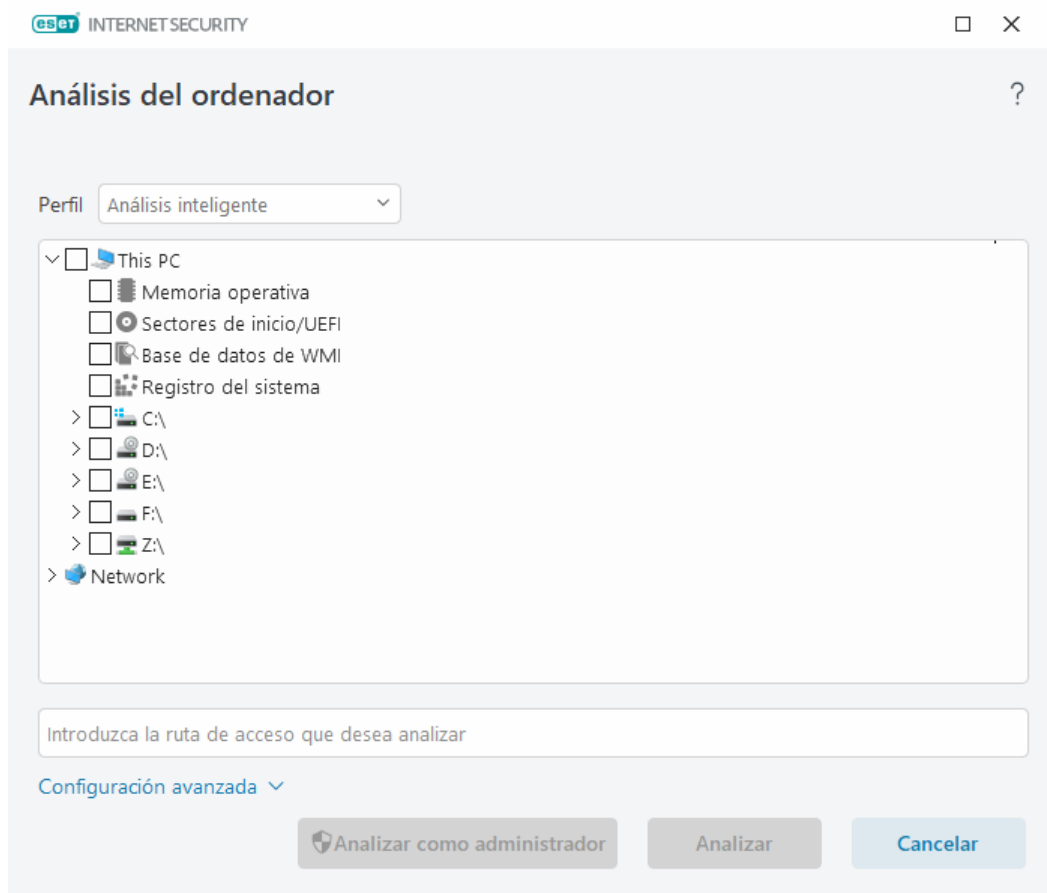 eset INTERNET SECURITY
Análisis del ordenador
?
Perfil Análisis inteligente
This PC
Memoria operativa
Sectores de inicio/UEFI
Base de datos de WMI
Registro del sistema
C:\
D:\
E:\
F:\
Z:\
Network
Introduzca la ruta de acceso que desea analizar
Configuración avanzada
Analizar como administrador Analizar Cancelar